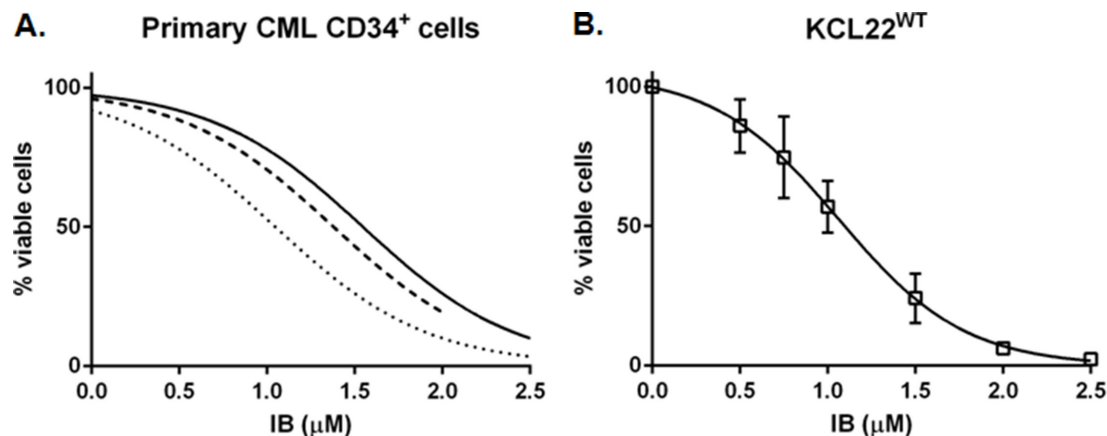 A. Primary CML CD34⁺ cells
100
50
0
% viable cells
0.0 0.5 1.0 1.5 2.0 2.5
IB (μM)
B. KCL22ᵂᵀ
100
50
0
% viable cells
0.0 0.5 1.0 1.5 2.0 2.5
IB (μM)